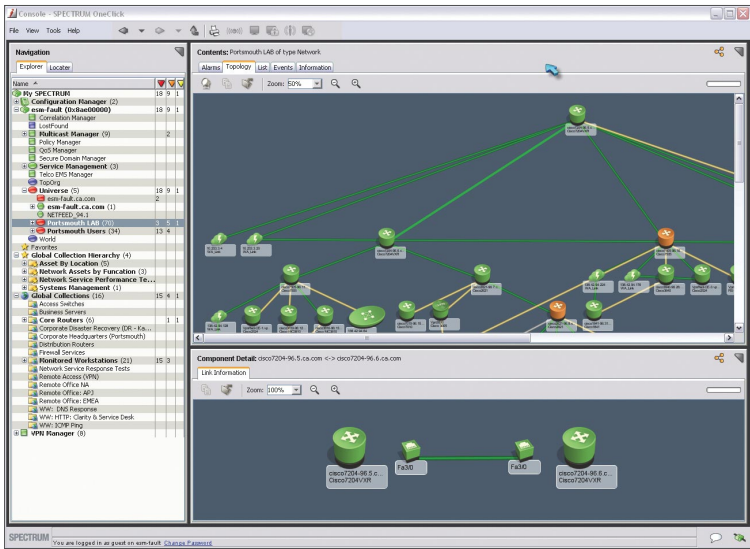 Console - SPECTRUM OneClick
File View Tools Help
Navigation
Explorer Locater
Name
My SPECTRUM 18 9 1
Configuration Manager (2)
esm-fault (0x8ae00000) 18 9 1
Correlation Manager
LostFound
Multicast Manager (9) 2
Policy Manager
QoS Manager
Secure Domain Manager
Service Management (3)
Telco EMS Manager
TopOrg
Universe (5) 18 9 1
esm-fault.ca.com 2
esm-fault.ca.com (1)
NETFEED_94.1
Portsmouth LAB (70) 3 5 1
Portsmouth Users (34) 13 4
World
Favorites
Global Collection Hierarchy (4)
Asset By Location (5)
Network Assets by Funcation (3)
Network Service Performance Te...
Systems Management (1)
Global Collections (16) 15 4 1
Access Switches
Business Servers
Core Routers (6) 1 1
Corporate Disaster Recovery (DR - Ka...
Corporate Headquarters (Portsmouth)
Distribution Routers
Firewall Services
Monitored Workstations (21) 15 3
Network Service Response Tests
Remote Access (VPN)
Remote Office NA
Remote Office: APJ
Remote Office: EMEA
WW: DNS Response
WW: HTTP: Clarity & Service Desk
WW: ICMP Ping
VPN Manager (8)
Contents: Portsmouth LAB of type Network
Alarms Topology List Events Information
Zoom: 50%
Component Detail: cisco7204-96.5.ca.com <-> cisco7204-96.6.ca.com
Link Information
Zoom: 100%
cisco7204-96.5.c...
Cisco7204VXR
Fa3/0
Fa3/0
cisco7204-96.6.c...
Cisco7204VXR
SPECTRUM
You are logged in as guest on esm-fault Change Password